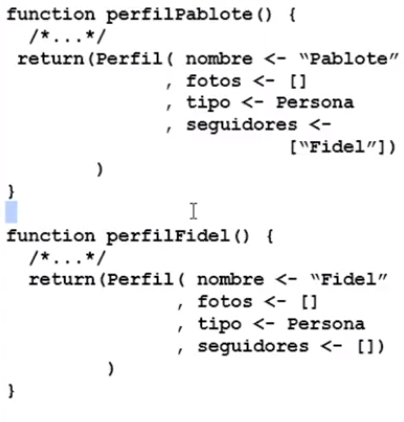 function perfilPablote() {
/*...*/
return(Perfil( nombre <- “Pablote”
, fotos <- []
, tipo <- Persona
, seguidores <-
[“Fidel”])
)
}
function perfilFidel() {
/*...*/
return(Perfil( nombre <- “Fidel”
, fotos <- []
, tipo <- Persona
, seguidores <- [])
)
}